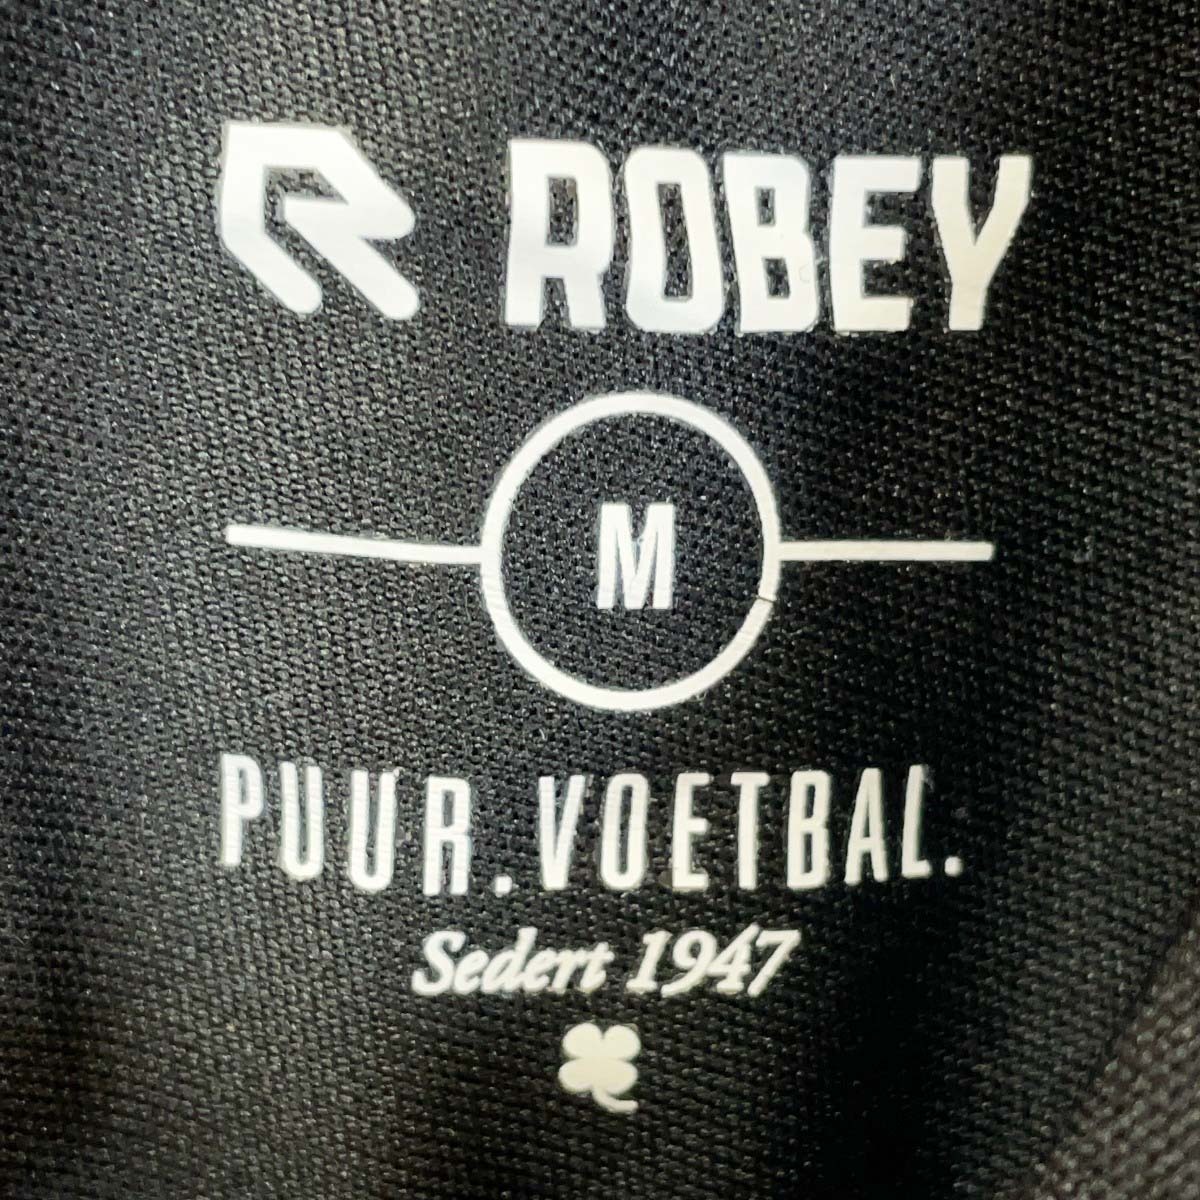 ROBEY
M
PUUR.VOETBAL.
Sedert 1947